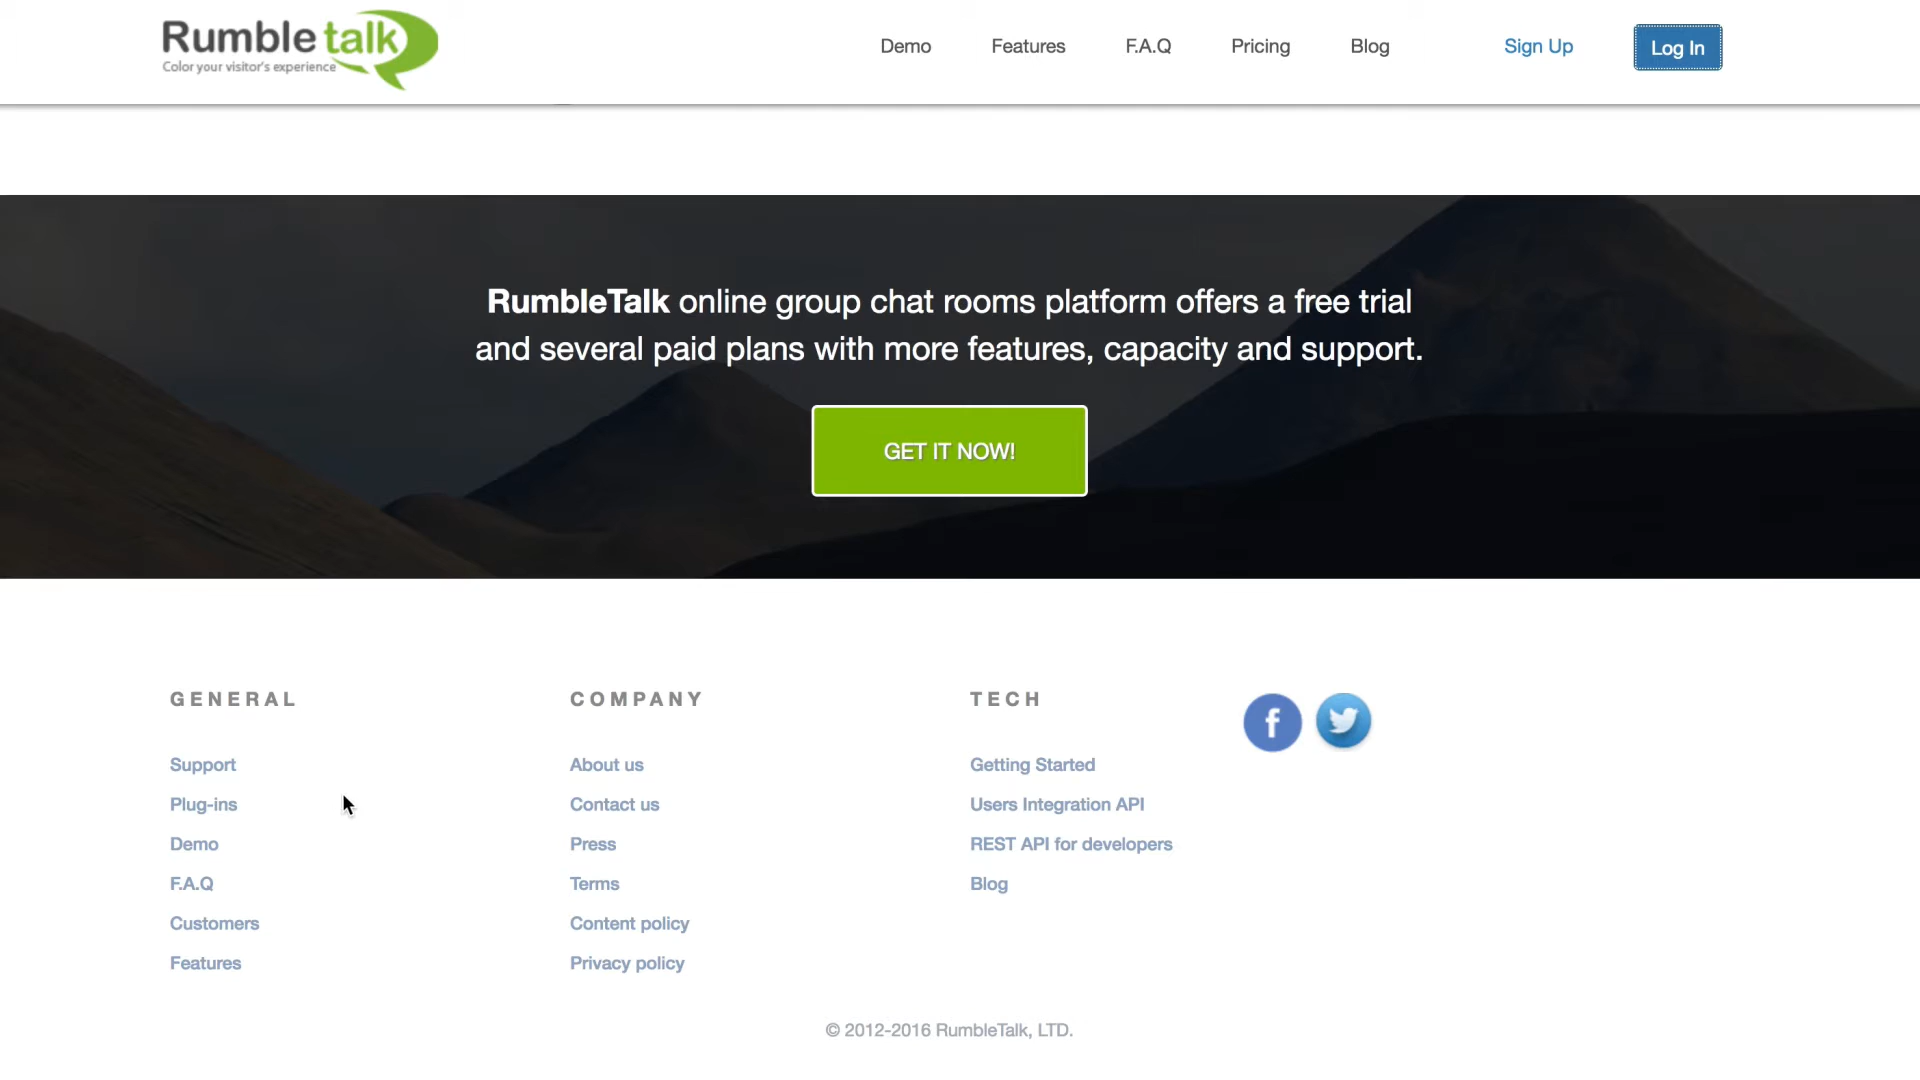 Rumble talk
Color your visitor's experience
Demo
Features
F.A.Q
Pricing
Blog
Sign Up
Log In
RumbleTalk online group chat rooms platform offers a free trial
and several paid plans with more features, capacity and support.
GET IT NOW!
GENERAL
Support
Plug-ins
Demo
F.A.Q
Customers
Features
COMPANY
About us
Contact us
Press
Terms
Content policy
Privacy policy
TECH
Getting Started
Users Integration API
REST API for developers
Blog
© 2012-2016 RumbleTalk, LTD.